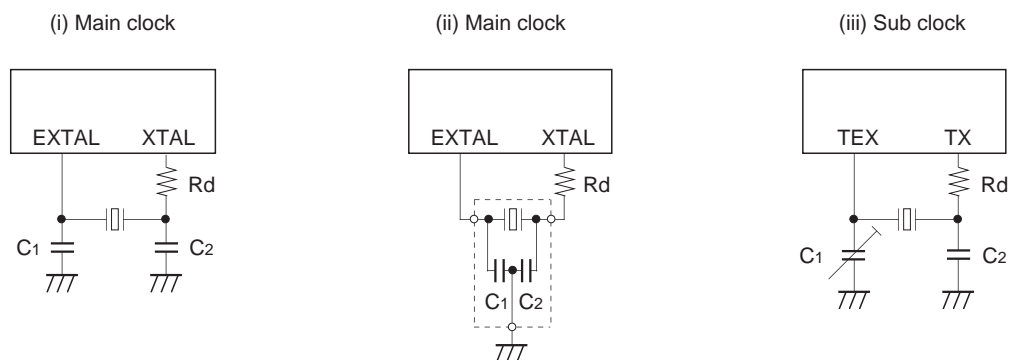 (i) Main clock
EXTAL XTAL
Rd
C1
C2
(ii) Main clock
EXTAL XTAL
Rd
C1 C2
(iii) Sub clock
TEX TX
Rd
C1
C2